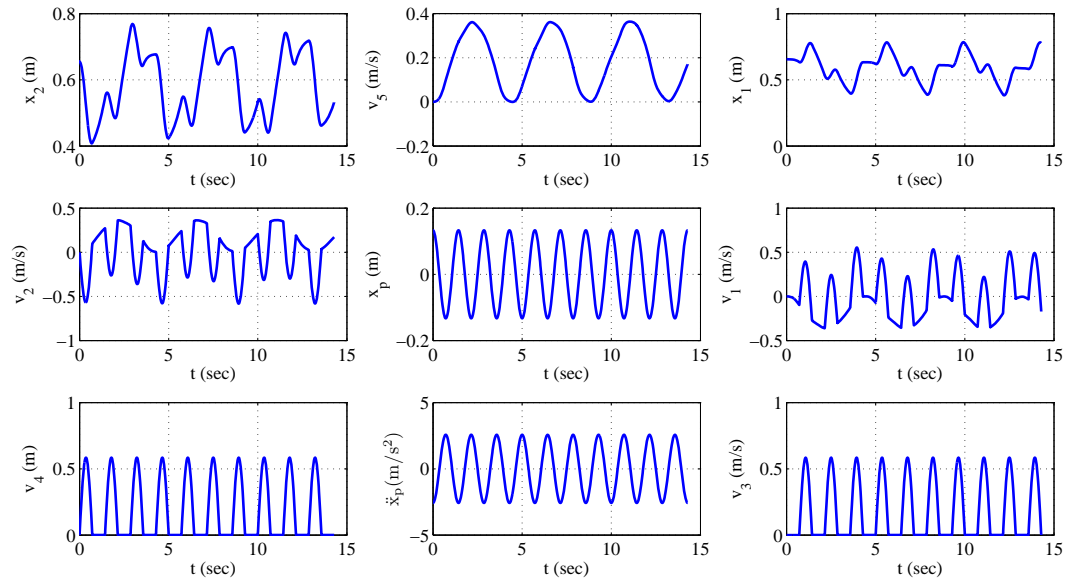 0.8
0.6
0.4
x_2 (m)
0 5 10 15
t (sec)
0.4
0.2
0
−0.2
v_5 (m/s)
0 5 10 15
t (sec)
1
0.5
0
x_1 (m)
0 5 10 15
t (sec)
0.5
0
−0.5
−1
v_2 (m/s)
0 5 10 15
t (sec)
0.2
0
−0.2
x_p (m)
0 5 10 15
t (sec)
1
0.5
0
−0.5
v_1 (m/s)
0 5 10 15
t (sec)
1
0.5
0
v_4 (m)
0 5 10 15
t (sec)
5
0
−5
ẍ_p(m/s²)
0 5 10 15
t (sec)
1
0.5
0
v_3 (m/s)
0 5 10 15
t (sec)